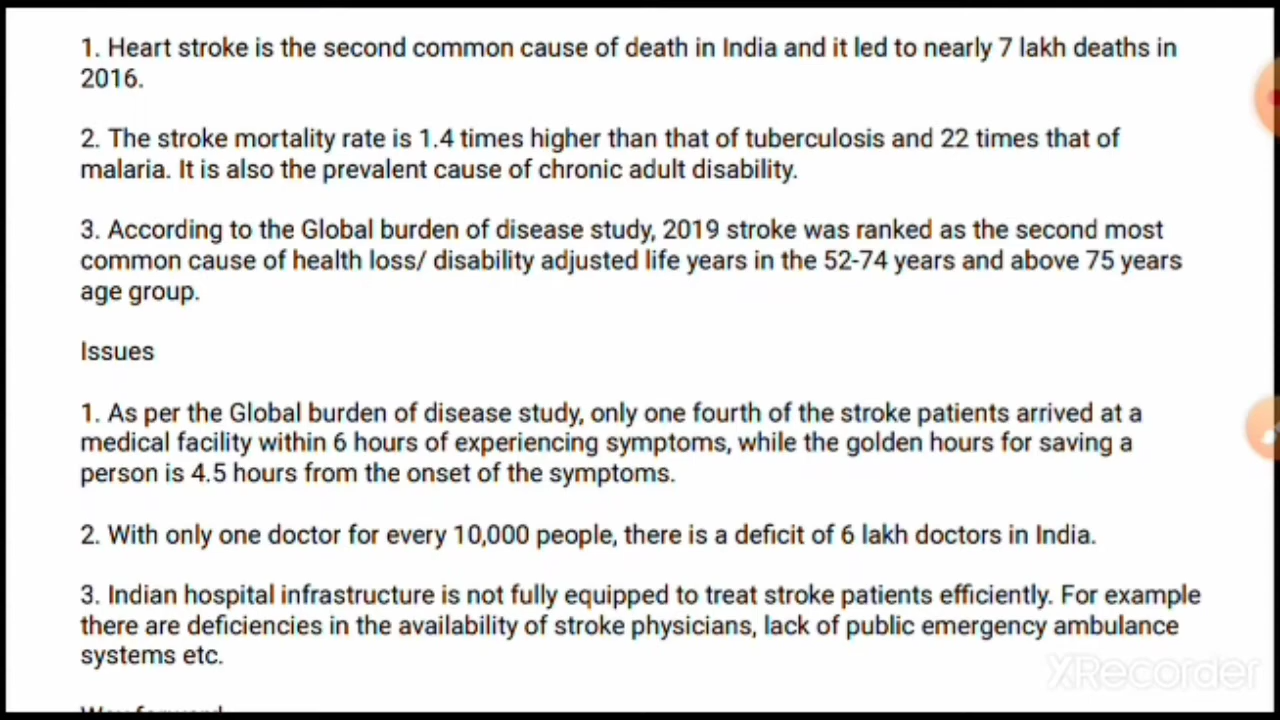 1. Heart stroke is the second common cause of death in India and it led to nearly 7 lakh deaths in
2016.
2. The stroke mortality rate is 1.4 times higher than that of tuberculosis and 22 times that of
malaria. It is also the prevalent cause of chronic adult disability.
3. According to the Global burden of disease study, 2019 stroke was ranked as the second most
common cause of health loss/ disability adjusted life years in the 52-74 years and above 75 years
age group.
Issues
1. As per the Global burden of disease study, only one fourth of the stroke patients arrived at a
medical facility within 6 hours of experiencing symptoms, while the golden hours for saving a
person is 4.5 hours from the onset of the symptoms.
2. With only one doctor for every 10,000 people, there is a deficit of 6 lakh doctors in India.
3. Indian hospital infrastructure is not fully equipped to treat stroke patients efficiently. For example
there are deficiencies in the availability of stroke physicians, lack of public emergency ambulance
systems etc.
XRecorder